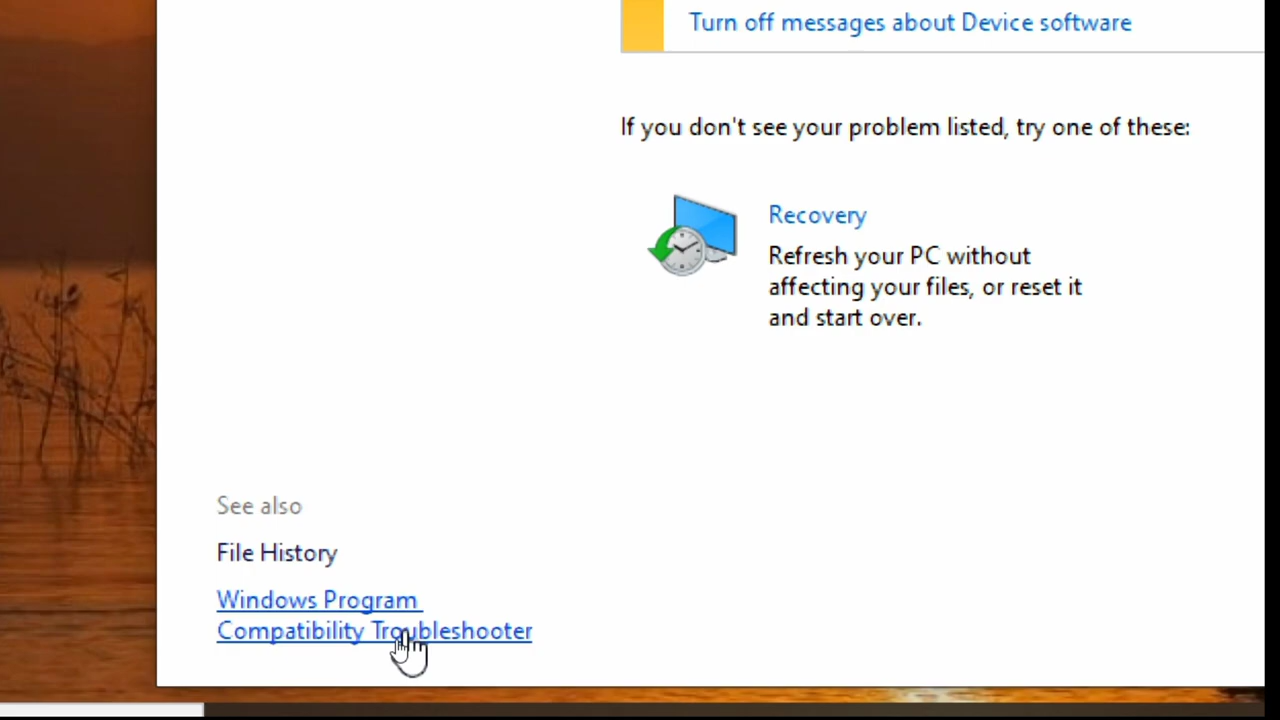 Turn off messages about Device software
If you don't see your problem listed, try one of these:
Recovery
Refresh your PC without
affecting your files, or reset it
and start over.
See also
File History
Windows Program
Compatibility Troubleshooter